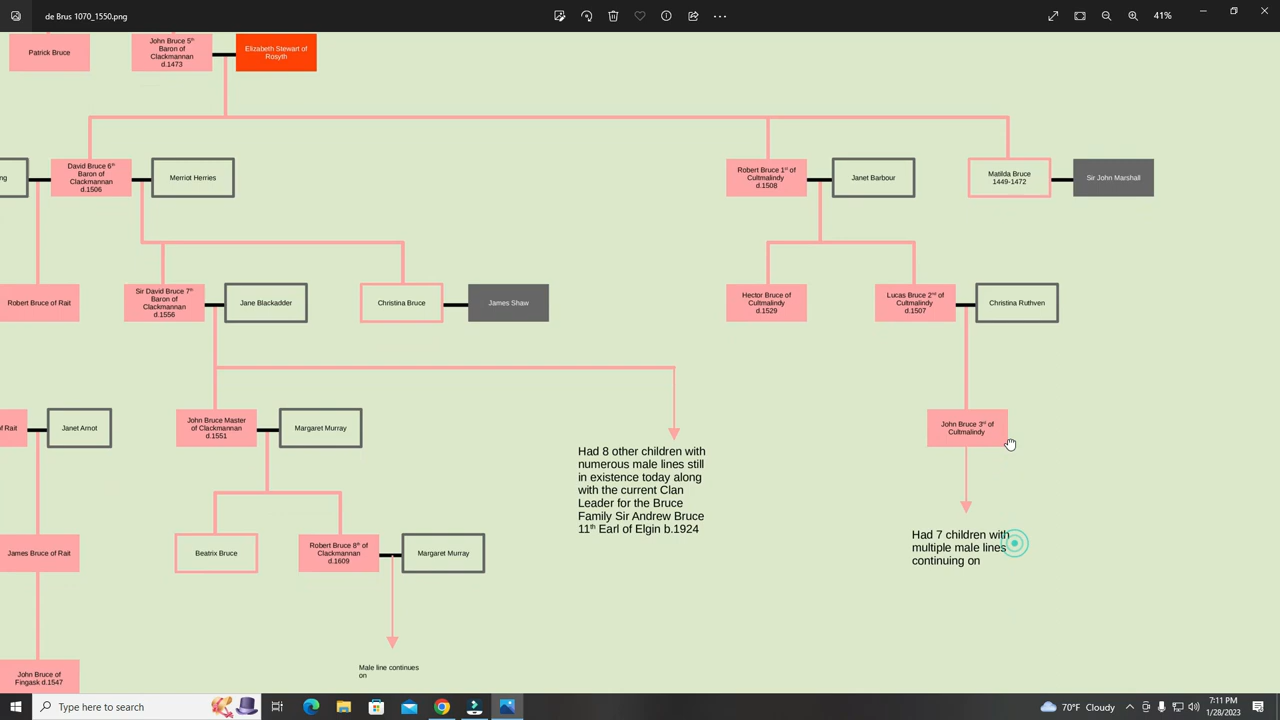 de Brus 1070_1550.png
41%
Patrick Bruce
John Bruce 5th
Baron of
Clackmannan
d.1473
Elizabeth Stewart of
Rosyth
ng
David Bruce 6th
Baron of
Clackmannan
d.1506
Merriot Herries
Robert Bruce 1st of
Cultmalindy
d.1508
Janet Barbour
Matilda Bruce
1449-1472
Sir John Marshall
Robert Bruce of Rait
Sir David Bruce 7th
Baron of
Clackmannan
d.1556
Jane Blackadder
Christina Bruce
James Shaw
Hector Bruce of
Cultmalindy
d.1529
Lucas Bruce 2nd of
Cultmalindy
d.1507
Christina Ruthven
of Rait
Janet Arnot
John Bruce Master
of Clackmannan
d.1551
Margaret Murray
John Bruce 3rd of
Cultmalindy
Had 8 other children with
numerous male lines still
in existence today along
with the current Clan
Leader for the Bruce
Family Sir Andrew Bruce
11th Earl of Elgin b.1924
James Bruce of Rait
Beatrix Bruce
Robert Bruce 8th of
Clackmannan
d.1609
Margaret Murray
Had 7 children with
multiple male lines
continuing on
John Bruce of
Fingask d.1547
Male line continues
on
Type here to search
70°F Cloudy
7:11 PM
1/28/2023